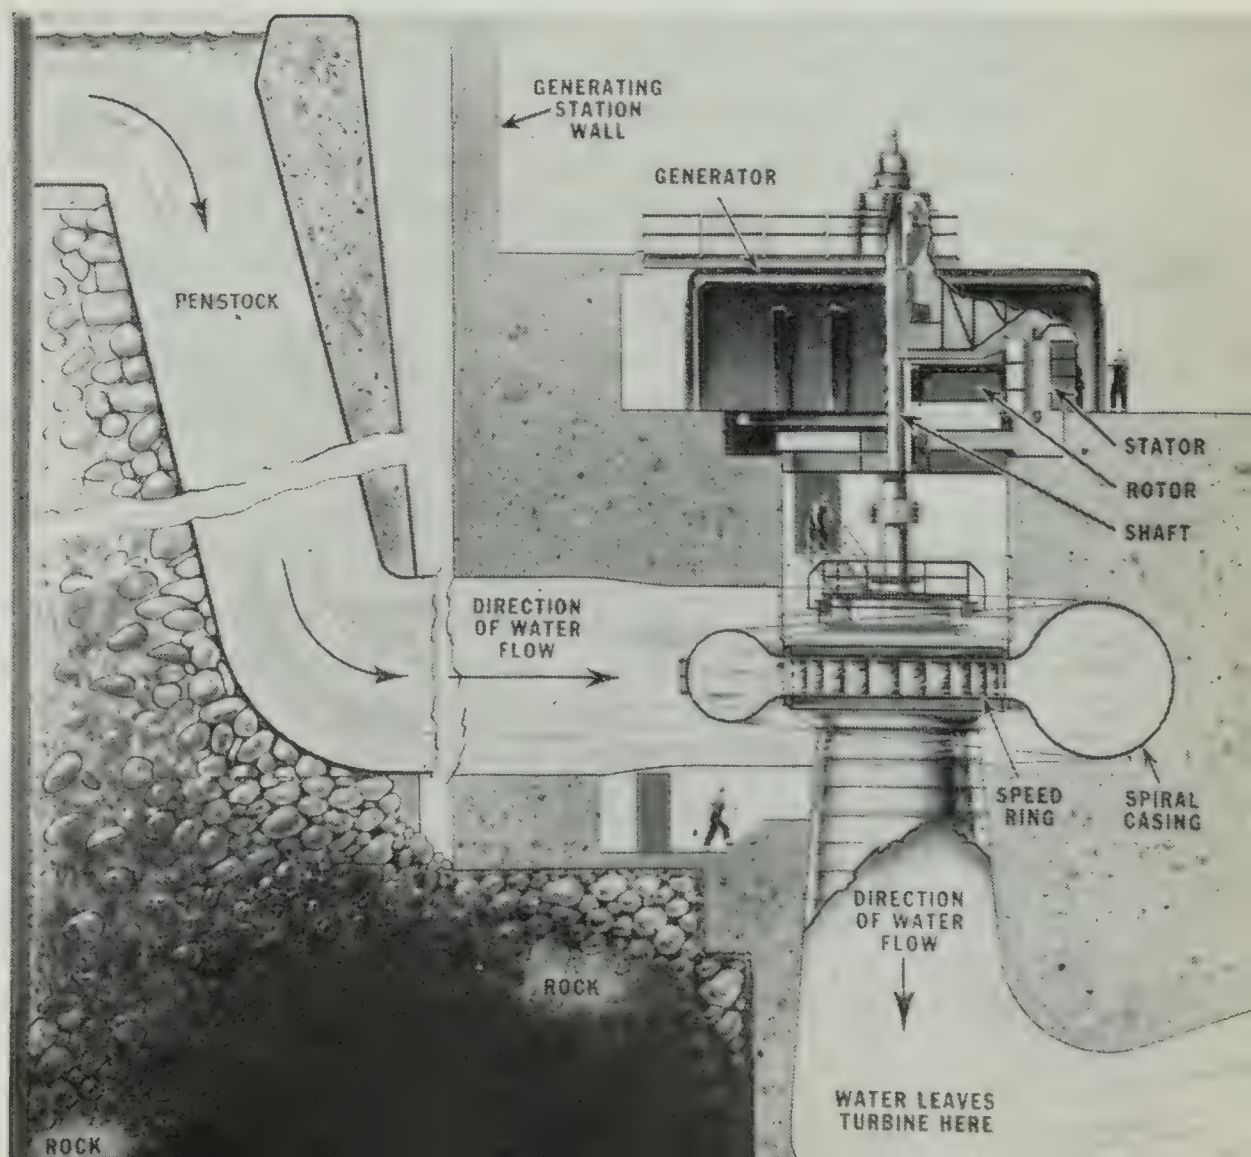 GENERATING
STATION
WALL
GENERATOR
PENSTOCK
STATOR
ROTOR
SHAFT
DIRECTION
OF WATER
FLOW
SPEED
RING
SPIRAL
CASING
DIRECTION
OF WATER
FLOW
ROCK
WATER LEAVES
TURBINE HERE
ROCK